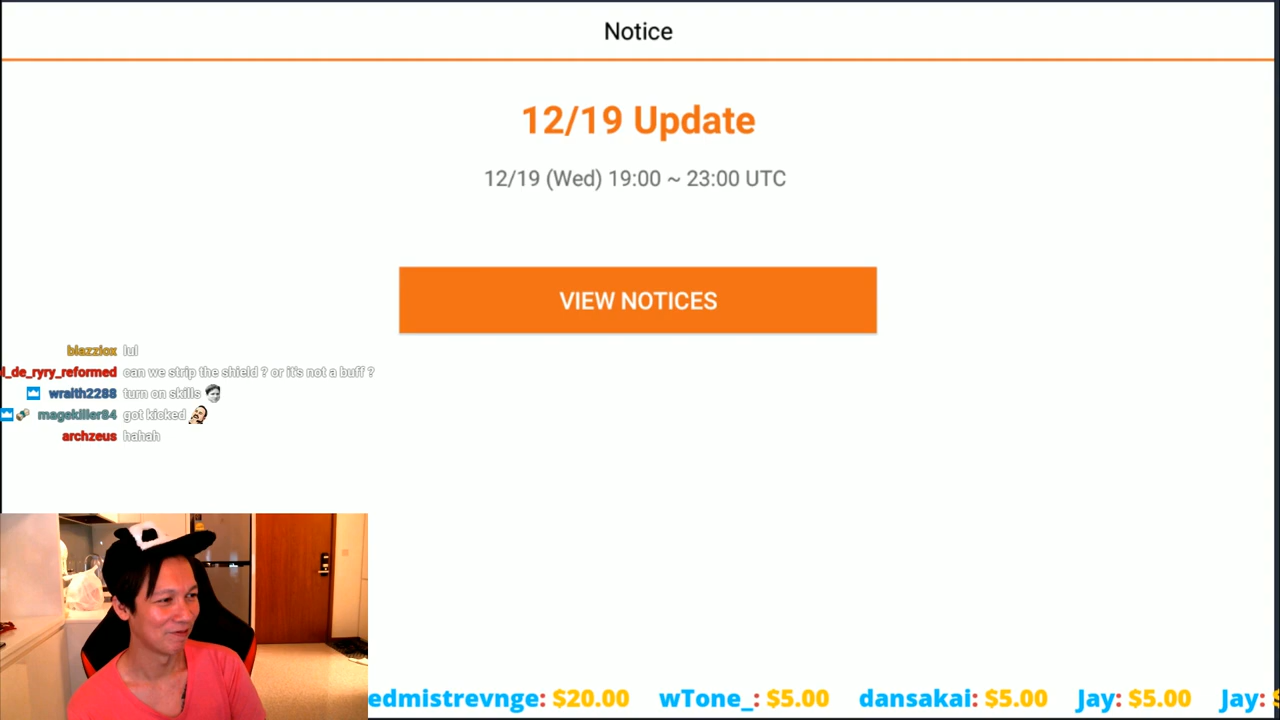 Notice
12/19 Update
12/19 (Wed) 19:00 ~ 23:00 UTC
VIEW NOTICES
blazziox lul
l_de_ryry_reformed can we strip the shield ? or it's not a buff ?
wraith2288 turn on skills
magekiller84 got kicked
archzeus hahah
edmistrevnge: $20.00 wTone_: $5.00 dansakai: $5.00 Jay: $5.00 Jay: